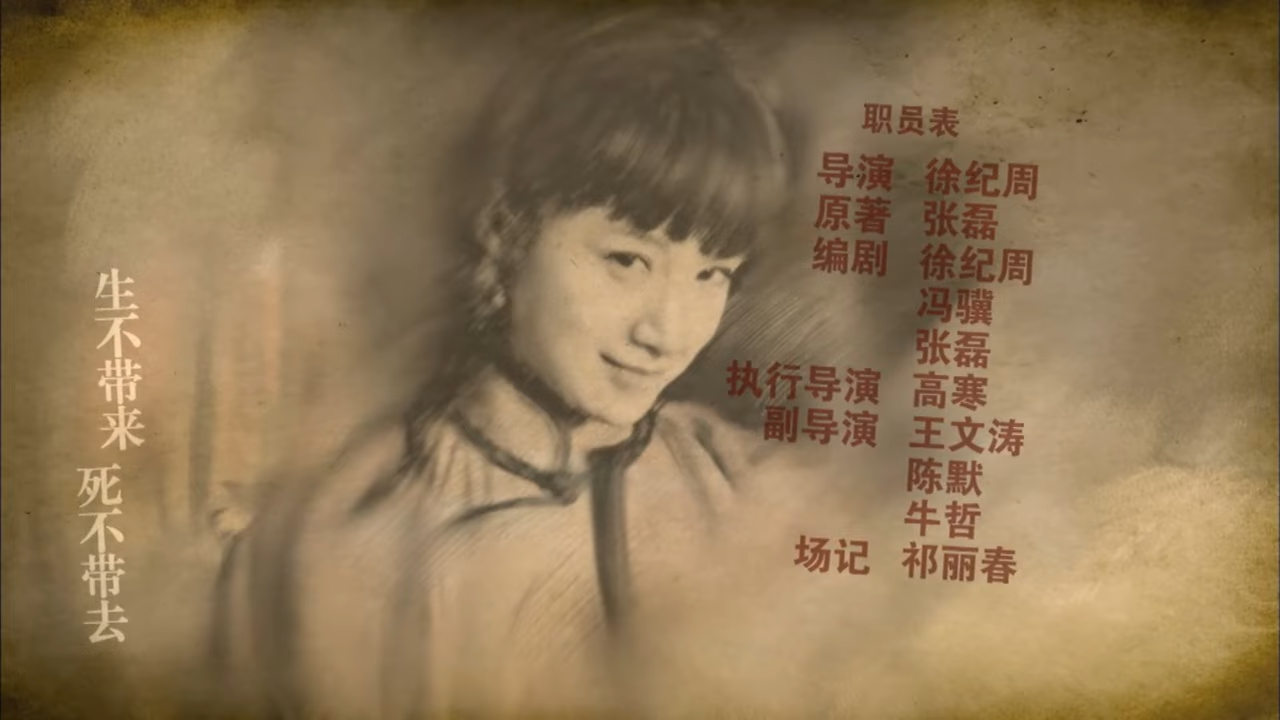 生不带来
死不带去
职员表
导演 徐纪周
原著 张磊
编剧 徐纪周
冯骥
张磊
执行导演 高寒
副导演 王文涛
陈默
牛哲
场记 祁丽春